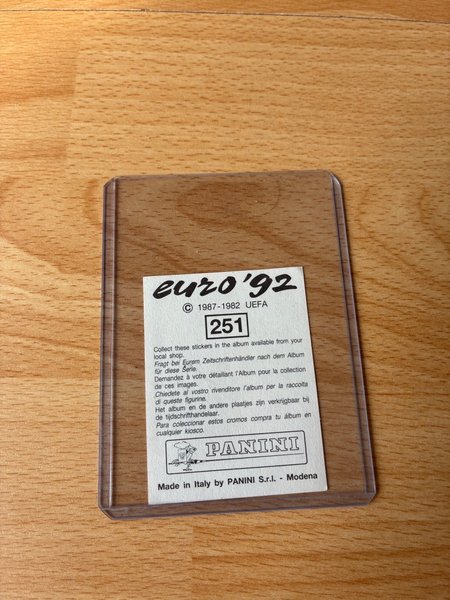 euro '92
© 1987-1982 UEFA
251
Collect these stickers in the album available from your
local shop.
Fragt bei Eurem Zeitschriftenhändler nach dem Album
für diese Serie.
Demandez à votre détaillant l'Album pour la collection
de ces images.
Chiedete al vostro rivenditore l'album per la raccolta
di queste figurine.
Het album en de andere plaatjes zijn verkrijgbaar bij
de tijdschrifthandelaar.
Para coleccionar estos cromos compra tu álbum en
cualquier kiosco.
PANINI
Made in Italy by PANINI S.r.l. - Modena